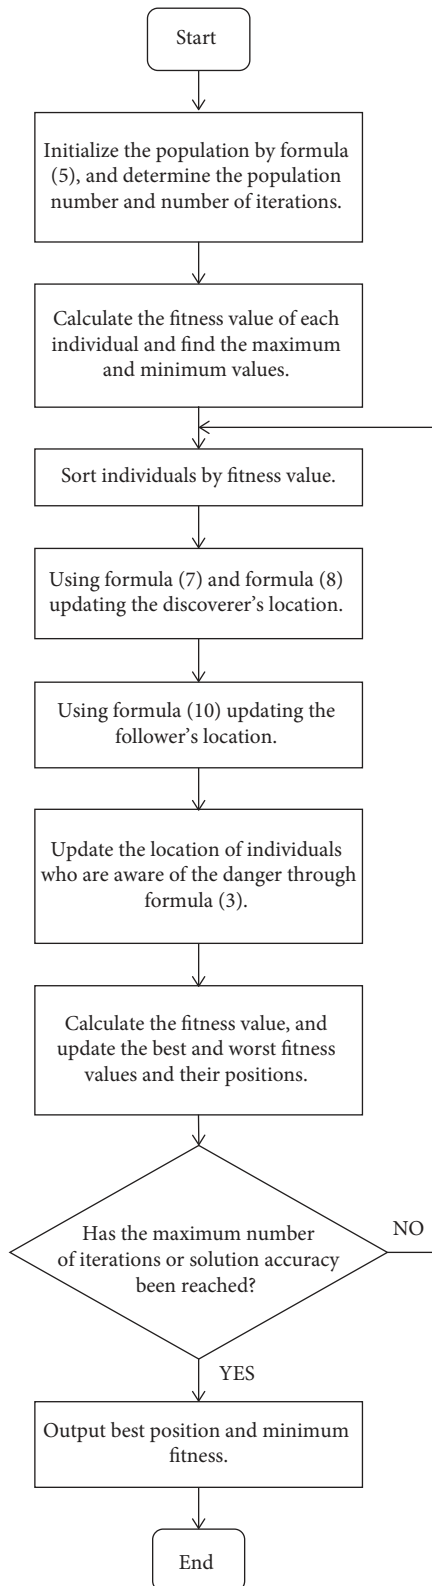 Start
Initialize the population by formula
(5), and determine the population
number and number of iterrations.
Calculate the fitness value of each
individual and find the maximum
and minimum values.
Sort individuals by fitness value.
Using formula (7) and formula (8)
updating the discoverer's location.
Using formula (10) updating the
follower's location.
Update the location of individuals
who are aware of the danger through
formula (3).
Calculate the fitness value, and
update the best and worst fitness
values and their positions.
Has the maximum number
of iterrations or solution accuracy
been reached?
NO
YES
Output best position and minimum
fitness.
End